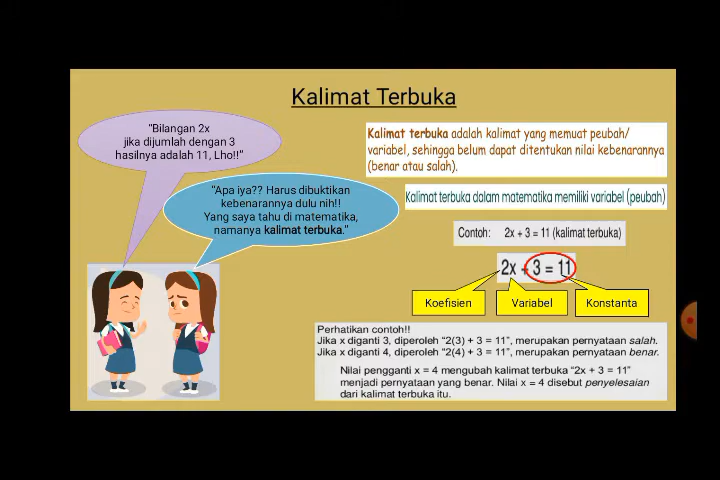 Kalimat Terbuka
"Bilangan 2x
jika dijumlah dengan 3
hasilnya adalah 11, Lho!!"
"Apa iya?? Harus dibuktikan
kebenarannya dulu nih!!
Yang saya tahu di matematika,
namanya kalimat terbuka."
Kalimat terbuka adalah kalimat yang memuat peubah/
variabel, sehingga belum dapat ditentukan nilai kebenarannya
(benar atau salah).
Kalimat terbuka dalam matematika memiliki variabel (peubah)
Contoh: 2x + 3 = 11 (kalimat terbuka)
2x + 3 = 11
Koefisien Variabel Konstanta
Perhatikan contoh!!
Jika x diganti 3, diperoleh "2(3) + 3 = 11", merupakan pernyataan salah.
Jika x diganti 4, diperoleh "2(4) + 3 = 11", merupakan pernyataan benar.
Nilai pengganti x = 4 mengubah kalimat terbuka "2x + 3 = 11"
menjadi pernyataan yang benar. Nilai x = 4 disebut penyelesaian
dari kalimat terbuka itu.